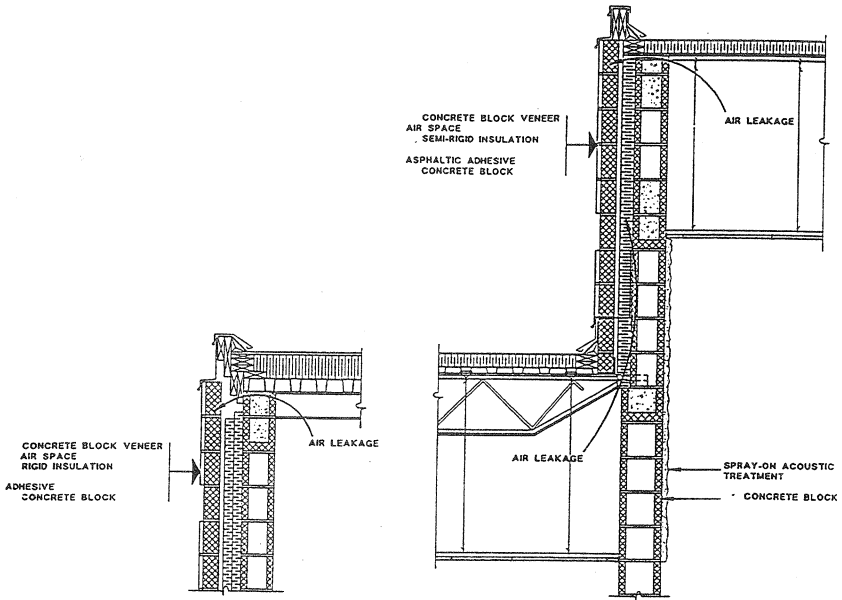 CONCRETE BLOCK VENEER
AIR SPACE
SEMI-RIGID INSULATION
ASPHALTIC ADHESIVE
CONCRETE BLOCK
AIR LEAKAGE
CONCRETE BLOCK VENEER
AIR SPACE
RIGID INSULATION
ADHESIVE
CONCRETE BLOCK
AIR LEAKAGE
AIR LEAKAGE
SPRAY-ON ACOUSTIC
TREATMENT
CONCRETE BLOCK